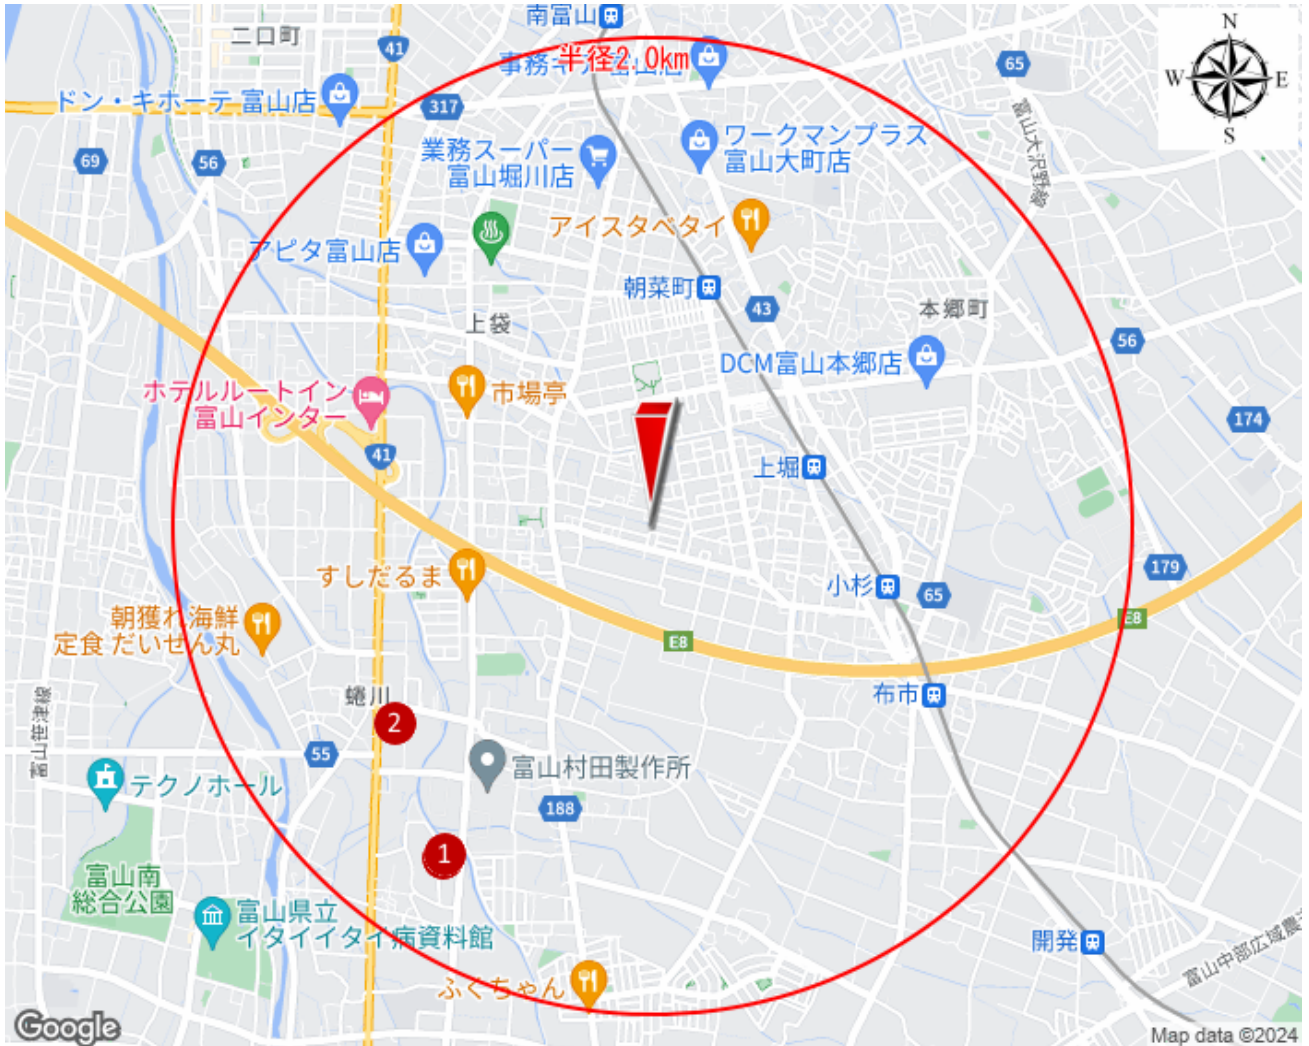 南富山
N
W E
S
二口町
41
半径2.0km
65
ドン・キホーテ 富山店
317
富山大沢野線
69
56
業務スーパー
富山堀川店
ワークマンプラス
富山大町店
アイスタベタイ
アピタ富山店
朝菜町
43
本郷町
上袋
56
DCM富山本郷店
ホテルルートイン
富山インター
市場亭
174
41
上堀
すしだるま
179
小杉
65
朝獲れ海鮮
定食 だいせん丸
E8
E8
蜷川
布市
富山笹津線
2
55
富山村田製作所
テクノホール
188
1
富山南
総合公園
富山県立
イタイイタイ病資料館
開発
富山中部広域農
ふくちゃん
Google
Map data ©2024